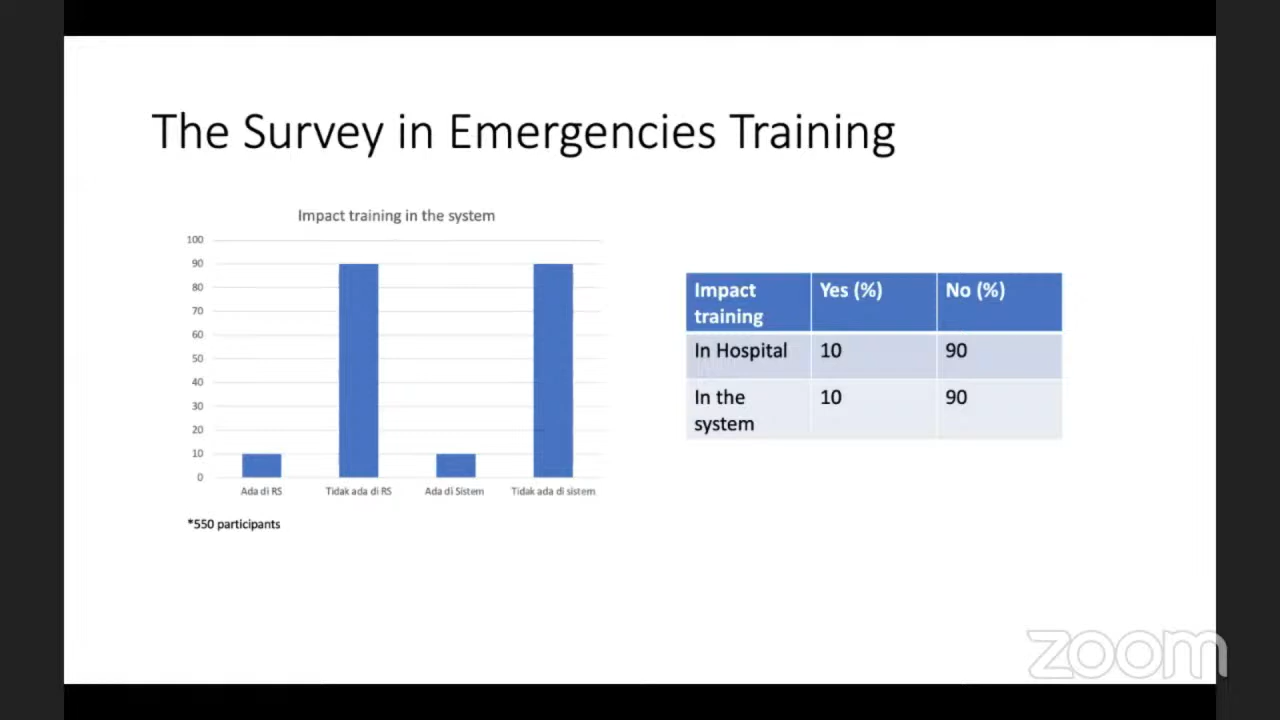 The Survey in Emergencies Training
Impact training in the system
100
90
80
70
60
50
40
30
20
10
0
Ada di RS Tidak ada di RS Ada di Sistem Tidak ada di sistem
*550 participants
Impact training Yes (%) No (%)
In Hospital 10 90
In the system 10 90
zoom